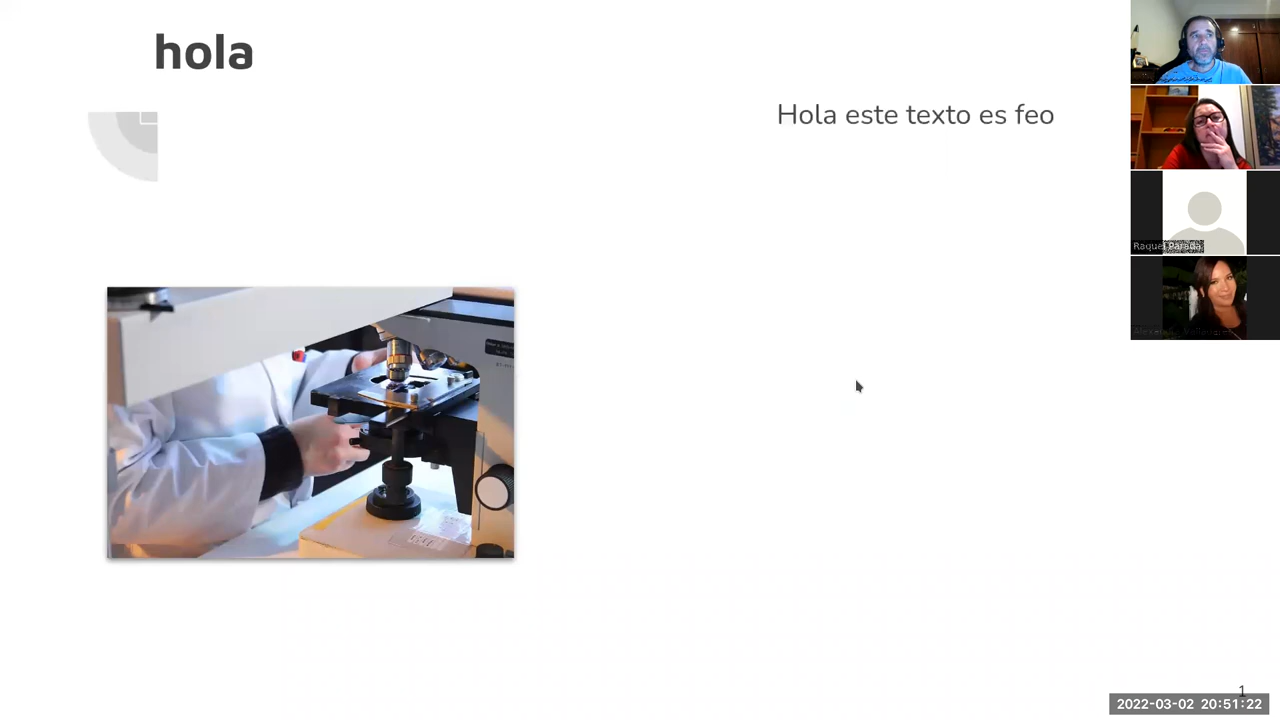 hola
Hola este texto es feo
Raquel Parada
1
2022-03-02 20:51:22